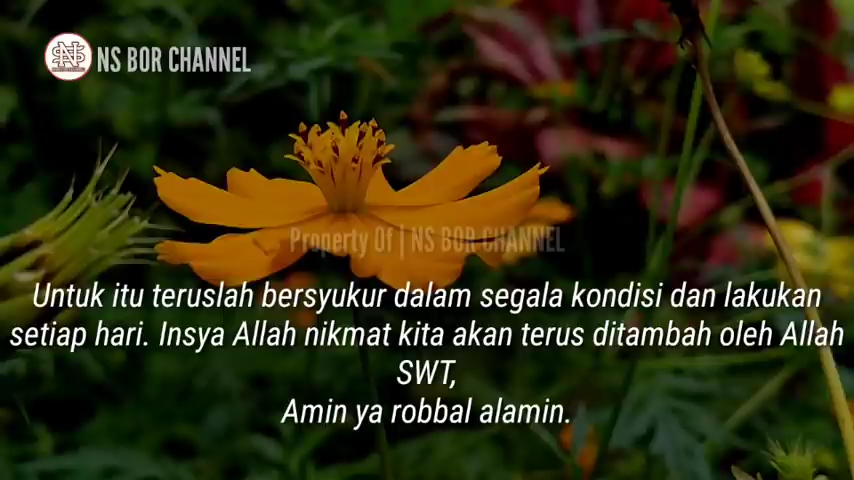 NS BOR CHANNEL
Property Of | NS BOR CHANNEL
Untuk itu teruslah bersyukur dalam segala kondisi dan lakukan
setiap hari. Insya Allah nikmat kita akan terus ditambah oleh Allah
SWT,
Amin ya robbal alamin.